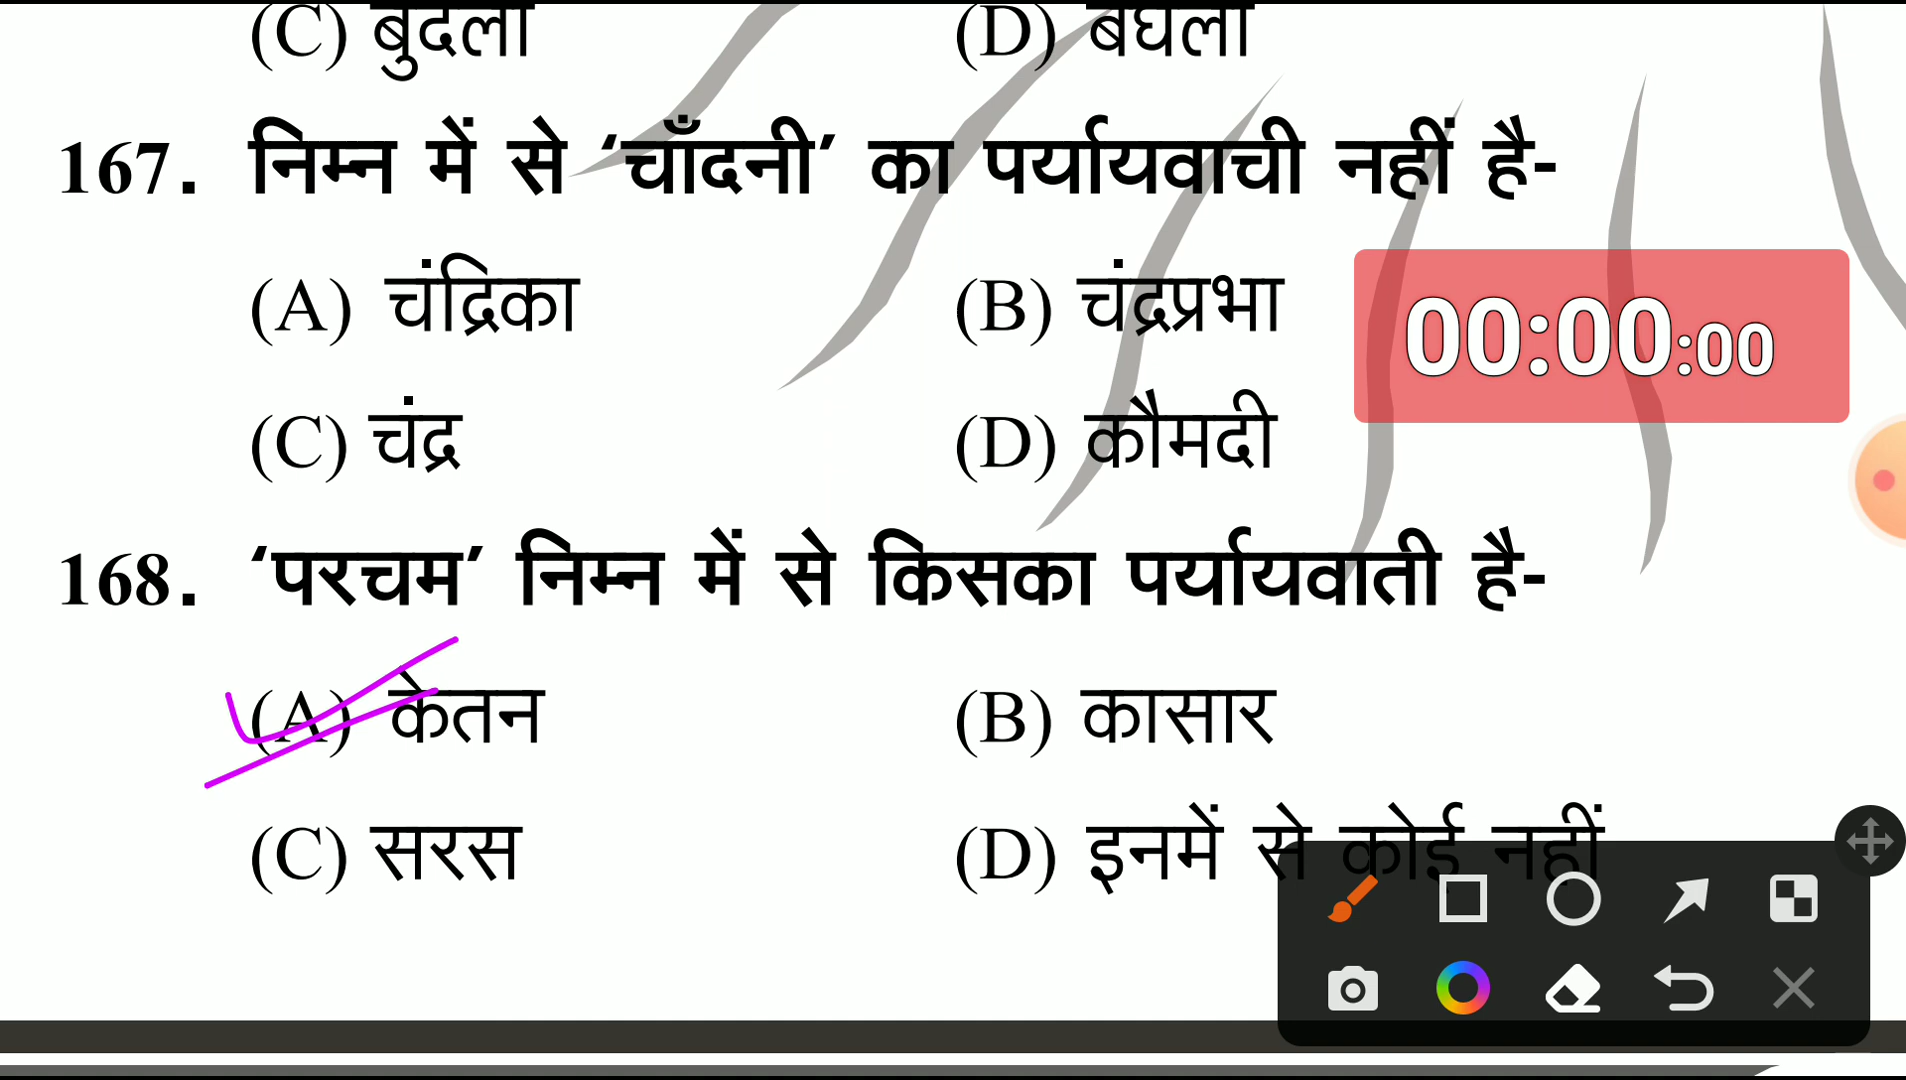 (C) बुंदेली (D) बघेली
167. निम्न में से ‘चाँदनी’ का पर्यायवाची नहीं है-
(A) चंद्रिका (B) चंद्रप्रभा
00:00:00
(C) चंद्र (D) कौमदी
168. ‘परचम’ निम्न में से किसका पर्यायवाती है-
(A) केतन (B) कासार
(C) सरस (D) इनमें से कोई नहीं